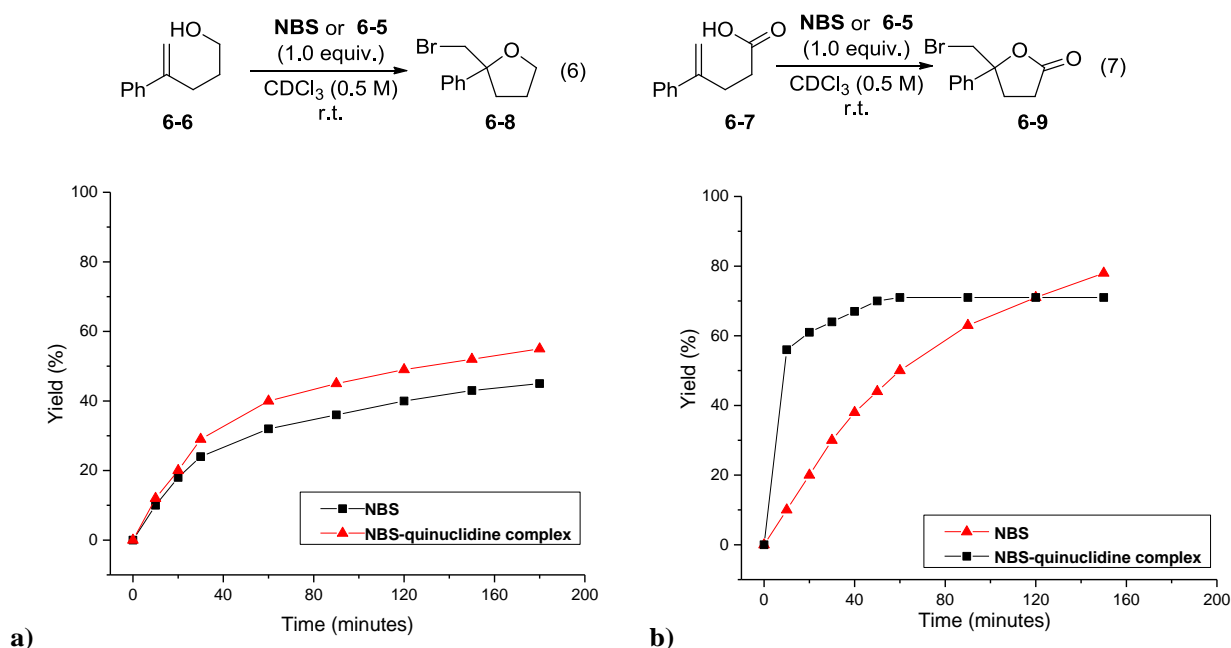 HO
NBS or 6-5
(1.0 equiv.)
CDCl3 (0.5 M)
r.t.
Ph
6-6
Br
O
Ph
6-8
(6)
HO
O
Ph
6-7
NBS or 6-5
(1.0 equiv.)
CDCl3 (0.5 M)
r.t.
Br
O
O
Ph
6-9
(7)
100
80
60
40
20
0
Yield (%)
NBS
NBS-quinuclidine complex
0
40
80
120
160
200
Time (minutes)
a)
100
80
60
40
20
0
Yield (%)
NBS
NBS-quinuclidine complex
0
40
80
120
160
200
Time (minutes)
b)